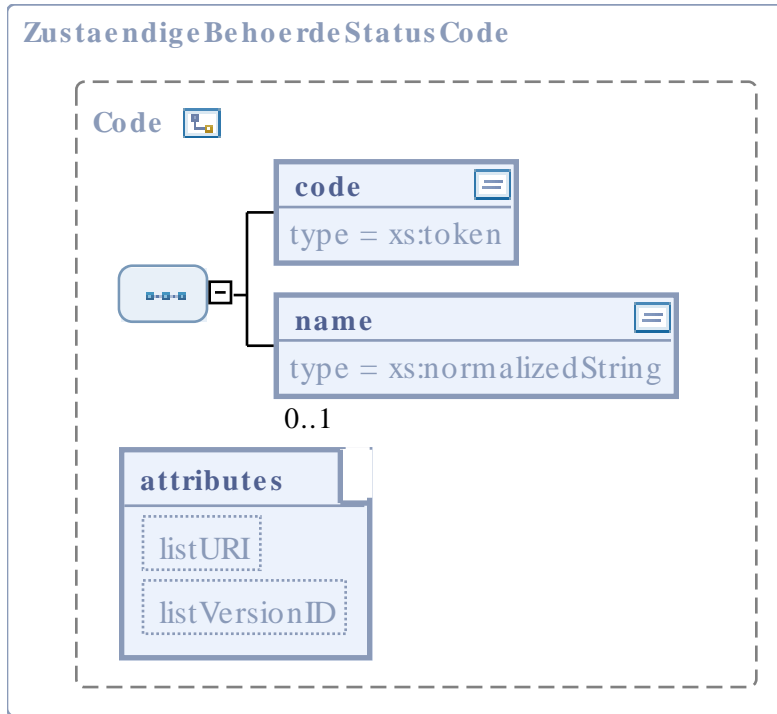 ZustaendigeBehoerdeStatusCode
Code
code
type = xs:token
name
type = xs:normalizedString
0..1
attributes
listURI
listVersionID